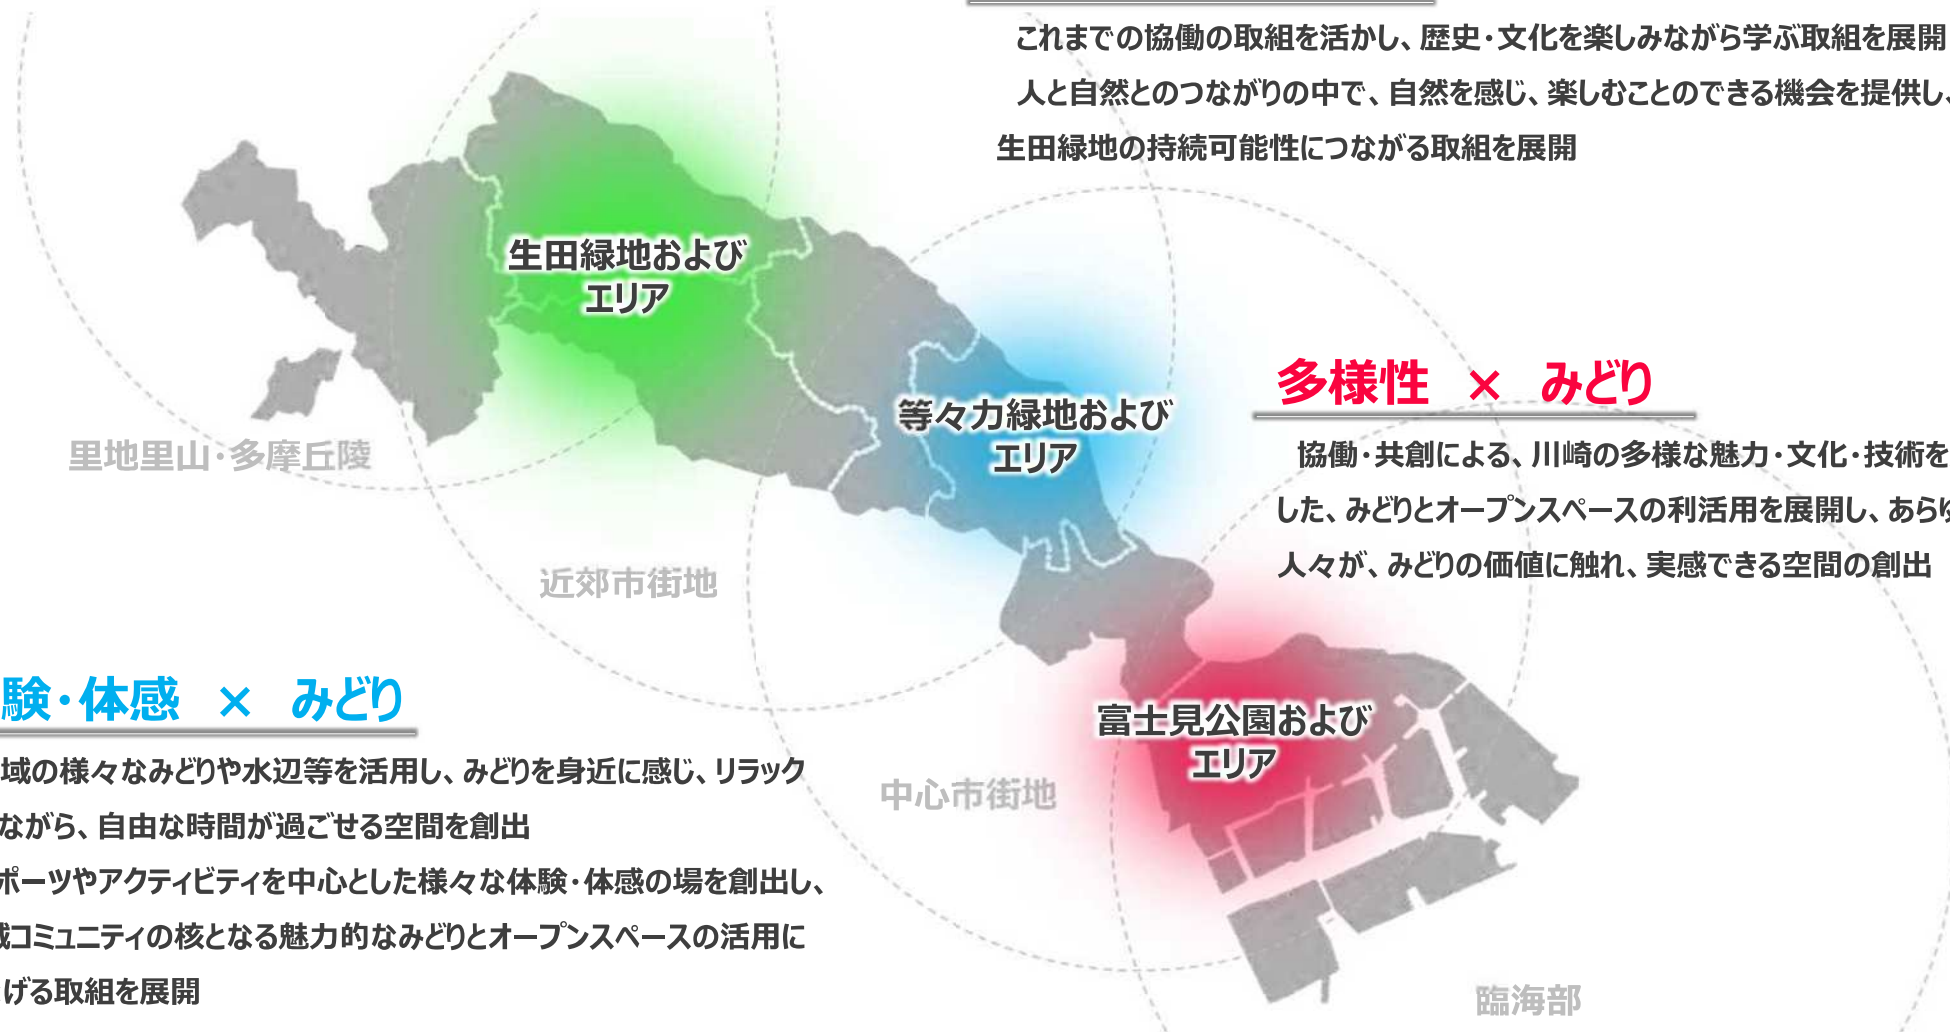 これまでの協働の取組を活かし、歴史・文化を楽しみながら学ぶ取組を展開
人と自然とのつながりの中で、自然を感じ、楽しむことのできる機会を提供し、
生田緑地の持続可能性につながる取組を展開
生田緑地および
エリア
等々力緑地および
エリア
多様性 × みどり
協働・共創による、川崎の多様な魅力・文化・技術を
した、みどりとオープンスペースの利活用を展開し、あらゆ
人々が、みどりの価値に触れ、実感できる空間の創出
里地里山・多摩丘陵
近郊市街地
験・体感 × みどり
域の様々なみどりや水辺等を活用し、みどりを身近に感じ、リラック
ながら、自由な時間が過ごせる空間を創出
ポーツやアクティビティを中心とした様々な体験・体感の場を創出し、
域コミュニティの核となる魅力的なみどりとオープンスペースの活用に
げる取組を展開
富士見公園および
エリア
中心市街地
臨海部